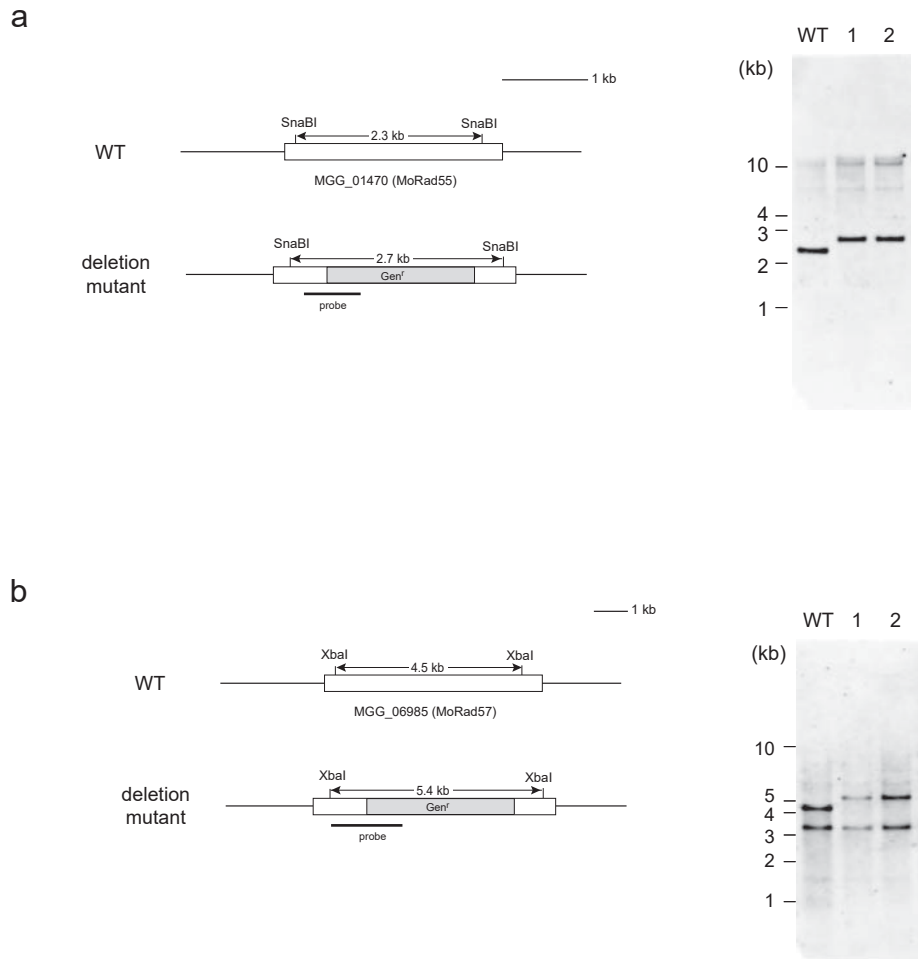 a
1 kb
SnaBI SnaBI
2.3 kb
WT
MGG_01470 (MoRad55)
SnaBI SnaBI
2.7 kb
deletion
mutant
Genʳ
probe
WT 1 2
(kb)
10
4
3
2
1
b
1 kb
XbaI XbaI
4.5 kb
WT
MGG_06985 (MoRad57)
XbaI XbaI
5.4 kb
deletion
mutant
Genʳ
probe
WT 1 2
(kb)
10
5
4
3
2
1